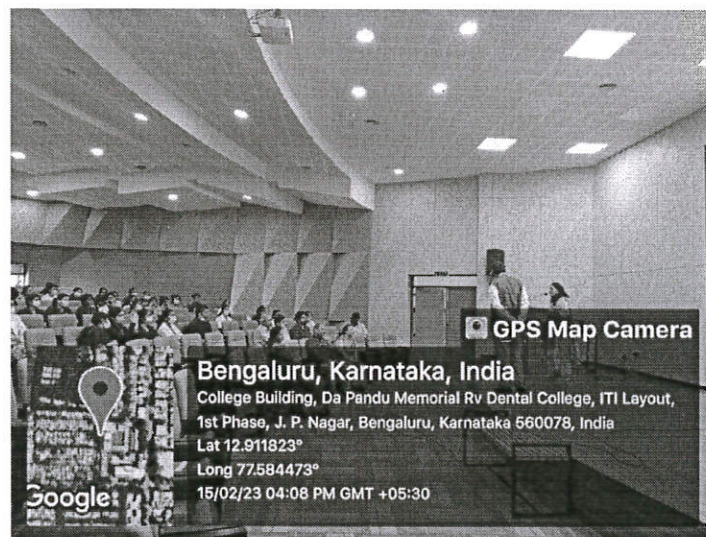 GPS Map Camera
Bengaluru, Karnataka, India
College Building, Da Pandu Memorial Rv Dental College, ITI Layout,
1st Phase, J. P. Nagar, Bengaluru, Karnataka 560078, India
Lat 12.911823°
Long 77.584473°
15/02/23 04:08 PM GMT +05:30
Google